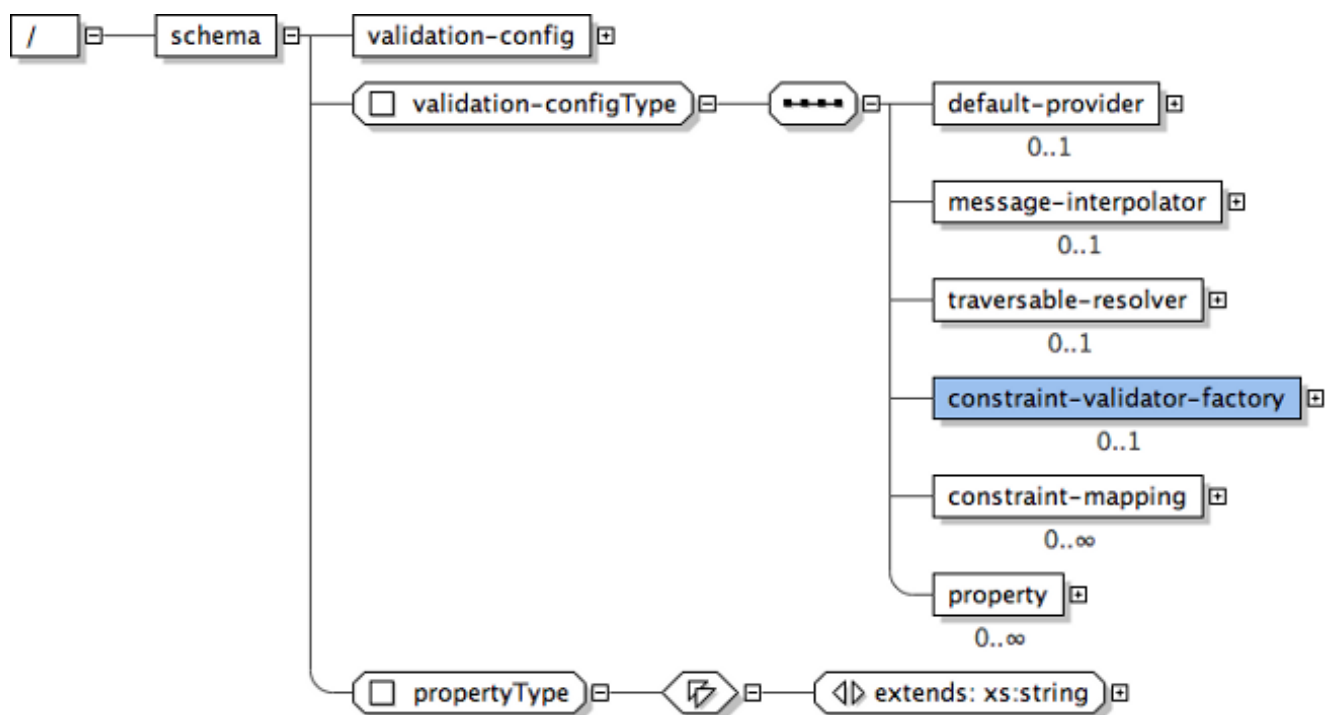 /
schema
validation-config
validation-configType
default-provider
0..1
message-interpolator
0..1
traversable-resolver
0..1
constraint-validator-factory
0..1
constraint-mapping
0..∞
property
0..∞
propertyType
extends: xs:string